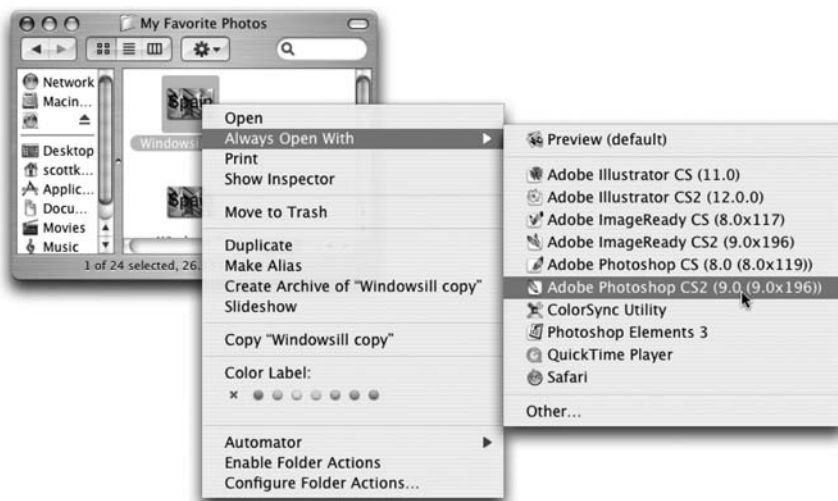 My Favorite Photos
Network
Macin...
Desktop
scottk...
Applic...
Docu...
Movies
Music
Spain
Windowsil
1 of 24 selected, 26.
Open
Always Open With
Print
Show Inspector
Move to Trash
Duplicate
Make Alias
Create Archive of "Windowsill copy"
Slideshow
Copy "Windowsill copy"
Color Label:
Automator
Enable Folder Actions
Configure Folder Actions...
Preview (default)
Adobe Illustrator CS (11.0)
Adobe Illustrator CS2 (12.0.0)
Adobe ImageReady CS (8.0x117)
Adobe ImageReady CS2 (9.0x196)
Adobe Photoshop CS (8.0 (8.0x119))
Adobe Photoshop CS2 (9.0 (9.0x196))
ColorSync Utility
Photoshop Elements 3
QuickTime Player
Safari
Other...